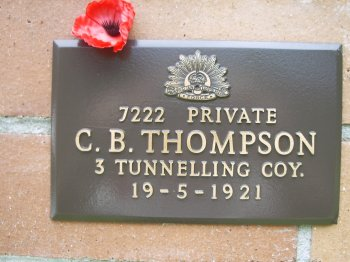 7222 PRIVATE
C. B. THOMPSON
3 TUNNELLING COY.
19-5-1921